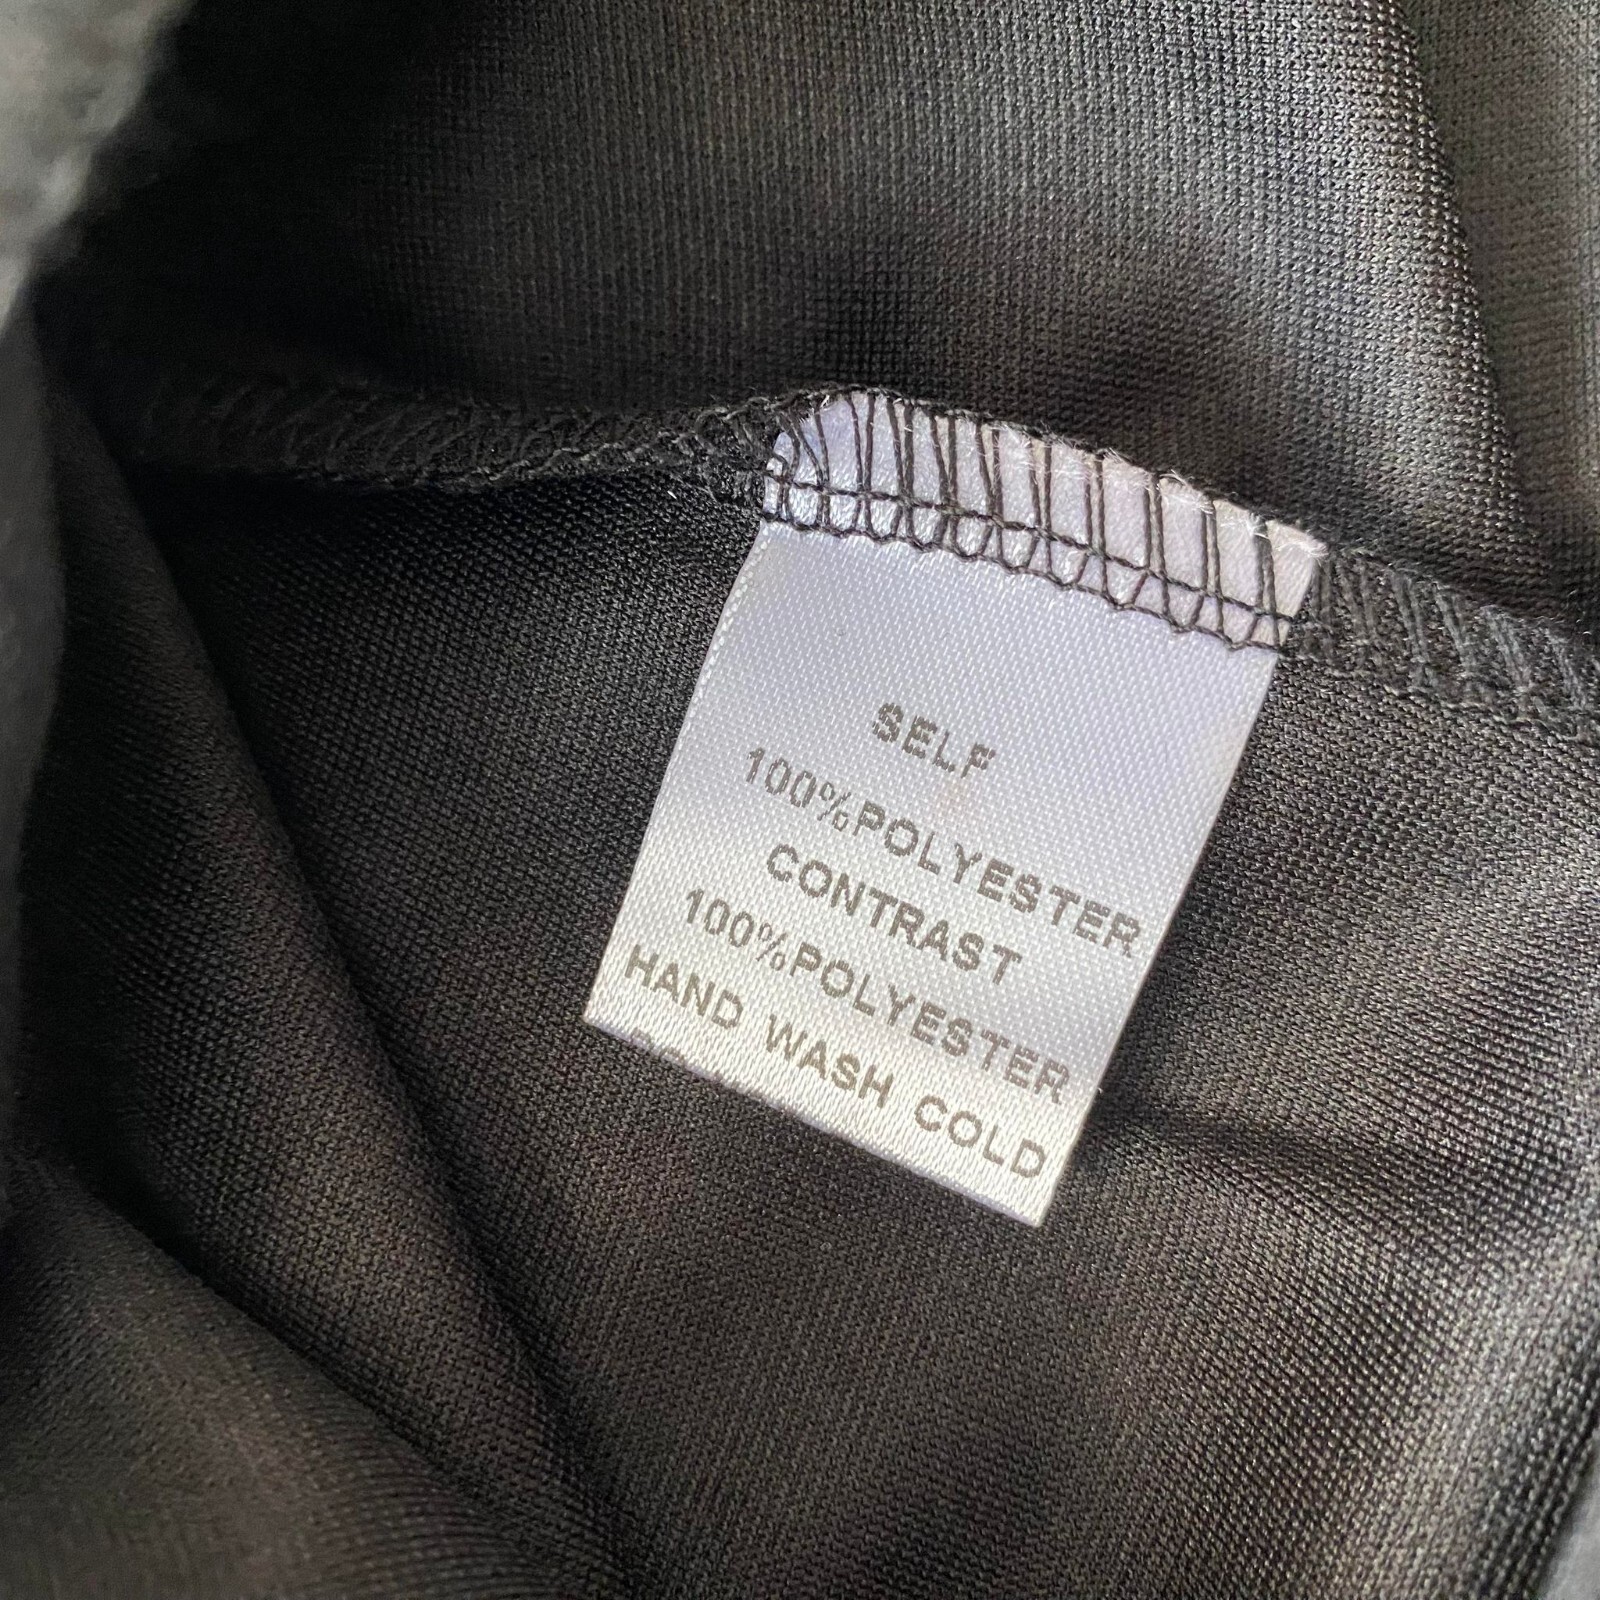 SELF
100%POLYESTER
CONTRAST
100%POLYESTER
HAND WASH COLD